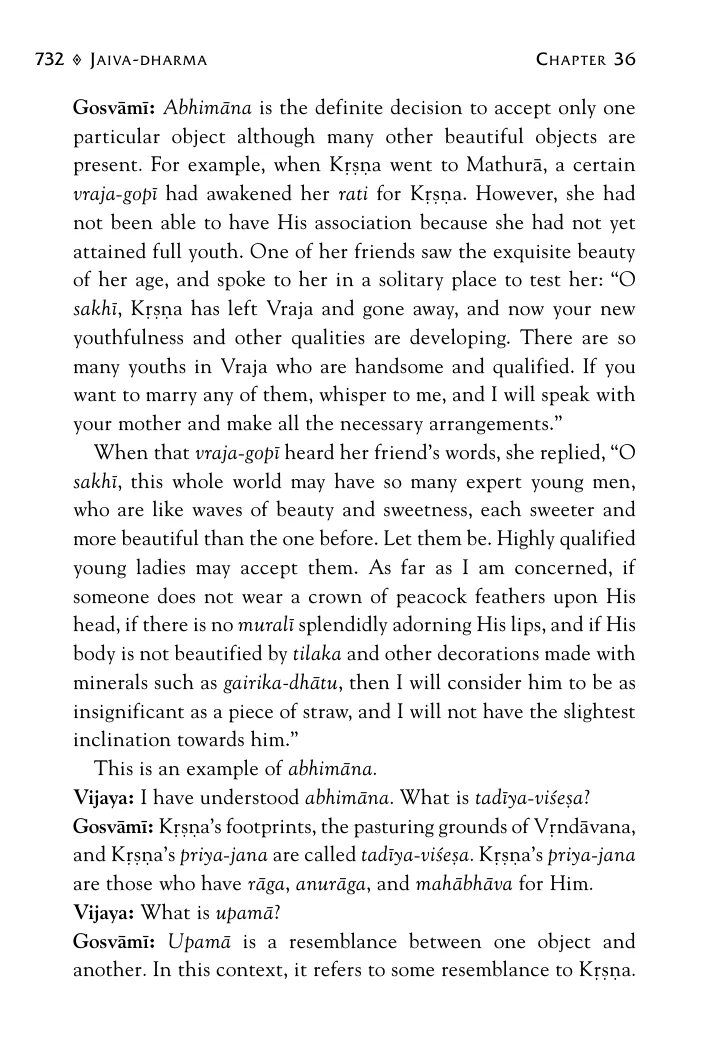 732 ◊ JAIVA-DHARMA CHAPTER 36
Gosvāmī: Abhimāna is the definite decision to accept only one
particular object although many other beautiful objects are
present. For example, when Kṛṣṇa went to Mathurā, a certain
vraja-gopī had awakened her rati for Kṛṣṇa. However, she had
not been able to have His association because she had not yet
attained full youth. One of her friends saw the exquisite beauty
of her age, and spoke to her in a solitary place to test her: “O
sakhī, Kṛṣṇa has left Vraja and gone away, and now your new
youthfulness and other qualities are developing. There are so
many youths in Vraja who are handsome and qualified. If you
want to marry any of them, whisper to me, and I will speak with
your mother and make all the necessary arrangements.”
When that vraja-gopī heard her friend’s words, she replied, “O
sakhī, this whole world may have so many expert young men,
who are like waves of beauty and sweetness, each sweeter and
more beautiful than the one before. Let them be. Highly qualified
young ladies may accept them. As far as I am concerned, if
someone does not wear a crown of peacock feathers upon His
head, if there is no muralī splendidly adorning His lips, and if His
body is not beautified by tilaka and other decorations made with
minerals such as gairika-dhātu, then I will consider him to be as
insignificant as a piece of straw, and I will not have the slightest
inclination towards him.”
This is an example of abhimāna.
Vijaya: I have understood abhimāna. What is tadīya-viśeṣa?
Gosvāmī: Kṛṣṇa’s footprints, the pasturing grounds of Vṛndāvana,
and Kṛṣṇa’s priya-jana are called tadīya-viśeṣa. Kṛṣṇa’s priya-jana
are those who have rāga, anurāga, and mahābhāva for Him.
Vijaya: What is upamā?
Gosvāmī: Upamā is a resemblance between one object and
another. In this context, it refers to some resemblance to Kṛṣṇa.